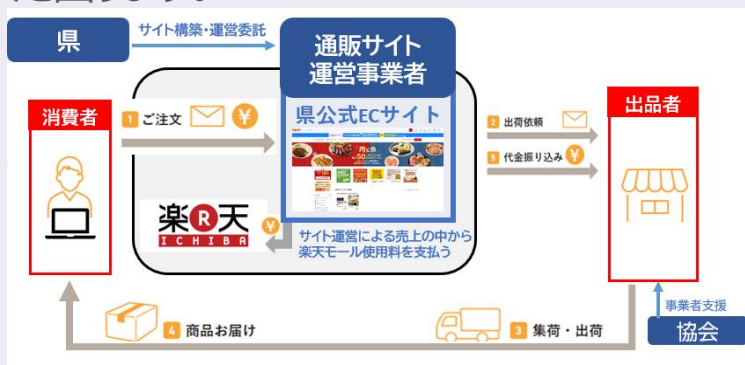 県
サイト構築・運営委託
通販サイト
運営事業者
消費者
1 ご注文 ¥
県公式ECサイト
2 出荷依頼
5 代金振り込み ¥
出品者
楽R天
ICHIBA
¥
サイト運営による売上の中から
楽天モール使用料を支払う
4 商品お届け
3 集荷・出荷
事業者支援
協会